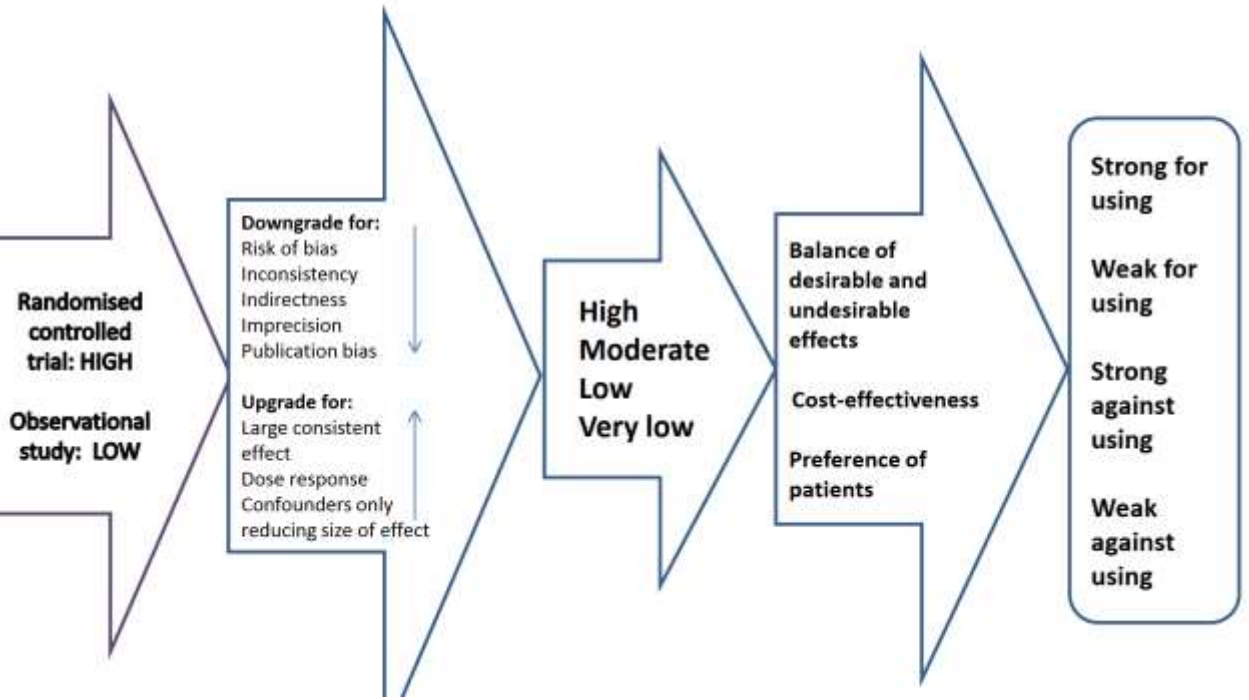 Randomised
controlled
trial: HIGH
Observational
study: LOW
Downgrade for:
Risk of bias
Inconsistency
Indirectness
Imprecision
Publication bias
Upgrade for:
Large consistent
effect
Dose response
Confounders only
reducing size of effect
High
Moderate
Low
Very low
Balance of
desirable and
undesirable
effects
Cost-effectiveness
Preference of
patients
Strong for
using
Weak for
using
Strong
against
using
Weak
against
using